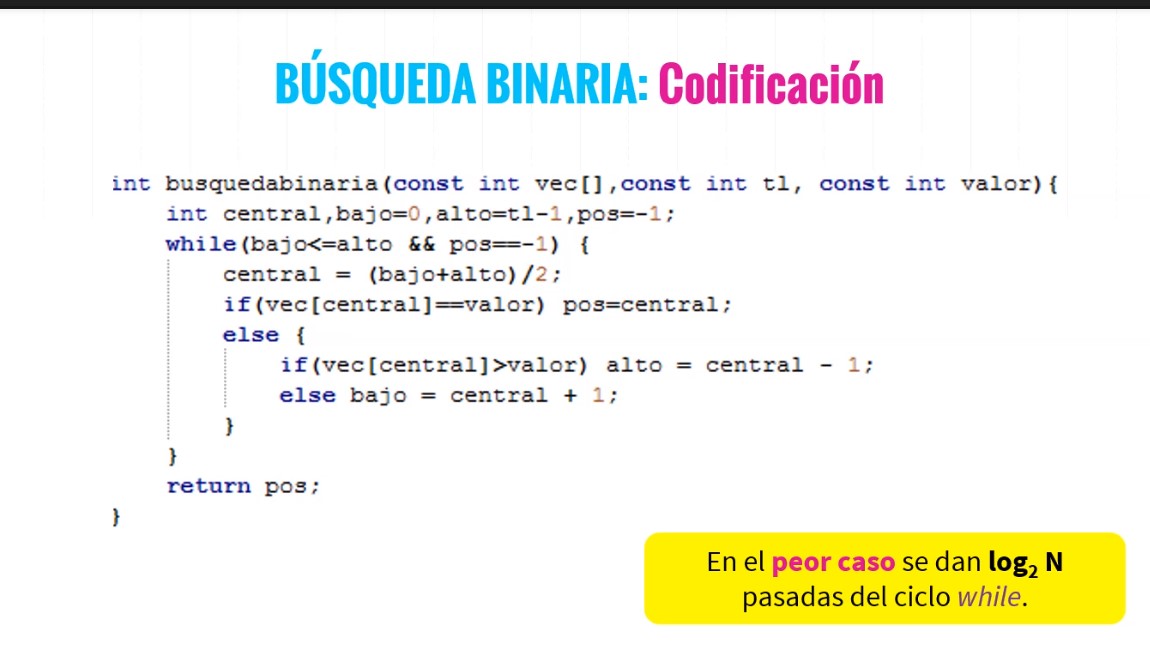 BÚSQUEDA BINARIA: Codificación
int busquedabinaria(const int vec[],const int tl, const int valor){
int central,bajo=0,alto=tl-1,pos=-1;
while(bajo<=alto && pos==-1) {
central = (bajo+alto)/2;
if(vec[central]==valor) pos=central;
else {
if(vec[central]>valor) alto = central - 1;
else bajo = central + 1;
}
}
return pos;
}
En el peor caso se dan log₂ N
pasadas del ciclo while.